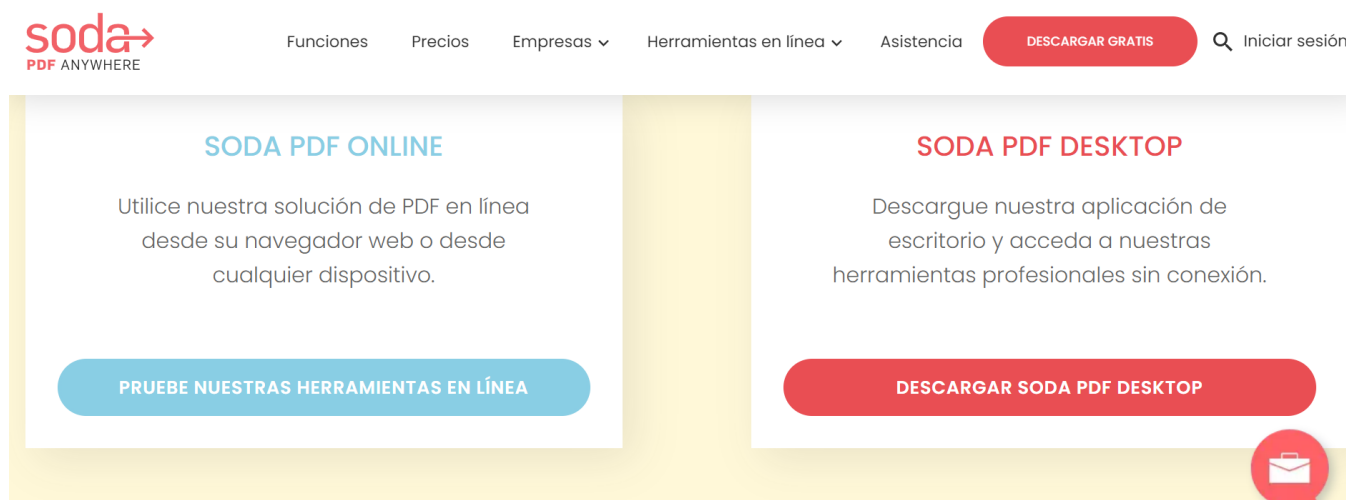 soda
PDF ANYWHERE
Funciones
Precios
Empresas
Herramientas en línea
Asistencia
DESCARGAR GRATIS
Iniciar sesión
SODA PDF ONLINE
Utilice nuestra solución de PDF en línea
desde su navegador web o desde
cualquier dispositivo.
PRUEBE NUESTRAS HERRAMIENTAS EN LÍNEA
SODA PDF DESKTOP
Descargue nuestra aplicación de
escritorio y acceda a nuestras
herramientas profesionales sin conexión.
DESCARGAR SODA PDF DESKTOP